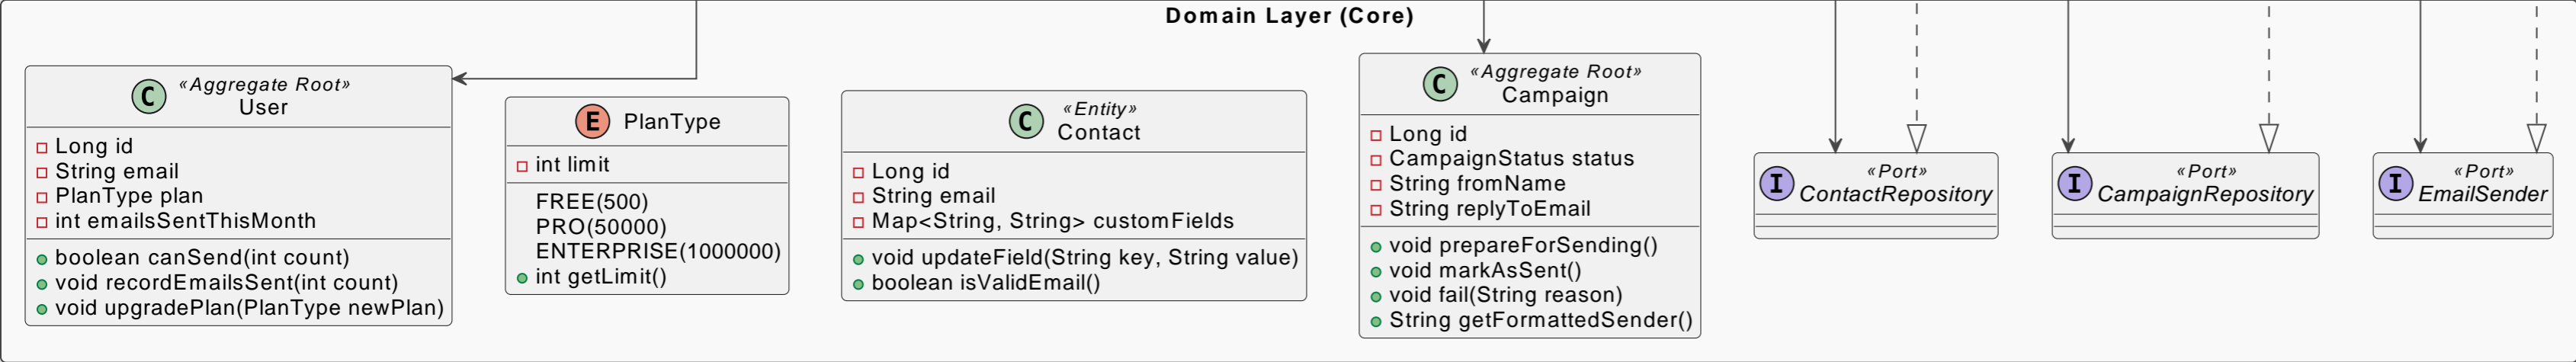 Domain Layer (Core)
C
«Aggregate Root»
User
Long id
String email
PlanType plan
int emailsSentThisMonth
boolean canSend(int count)
void recordEmailsSent(int count)
void upgradePlan(PlanType newPlan)
E
PlanType
int limit
FREE(500)
PRO(50000)
ENTERPRISE(1000000)
int getLimit()
C
«Entity»
Contact
Long id
String email
Map<String, String> customFields
void updateField(String key, String value)
boolean isValidEmail()
C
«Aggregate Root»
Campaign
Long id
CampaignStatus status
String fromName
String replyToEmail
void prepareForSending()
void markAsSent()
void fail(String reason)
String getFormattedSender()
I
«Port»
ContactRepository
I
«Port»
CampaignRepository
I
«Port»
EmailSender